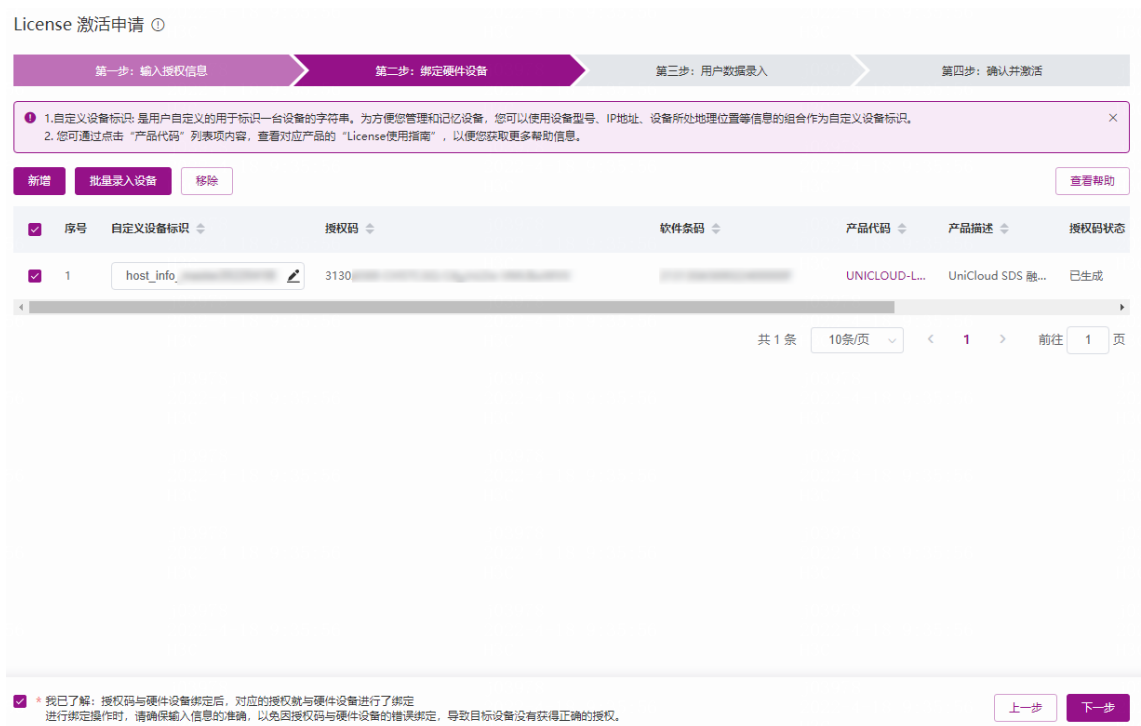 License 激活申请
第一步：输入授权信息 第二步：绑定硬件设备 第三步：用户数据录入 第四步：确认并激活
1.自定义设备标识: 是用户自定义的用于标识一台设备的字符串。为方便您管理和记忆设备，您可以使用设备型号、IP地址、设备所处地理位置等信息的组合作为自定义设备标识。
2. 您可通过点击“产品代码”列表项内容，查看对应产品的“License使用指南”，以便您获取更多帮助信息。
新增 批量录入设备 移除 查看帮助
序号 自定义设备标识 授权码 软件条码 产品代码 产品描述 授权码状态
1 host_info_ 3130 UNICLOUD-L... UniCloud SDS 融... 已生成
共 1 条 10条/页 1 前往 1 页
* 我已了解：授权码与硬件设备绑定后，对应的授权就与硬件设备进行了绑定
进行绑定操作时，请确保输入信息的准确，以免因授权码与硬件设备的错误绑定，导致目标设备没有获得正确的授权。
上一步 下一步